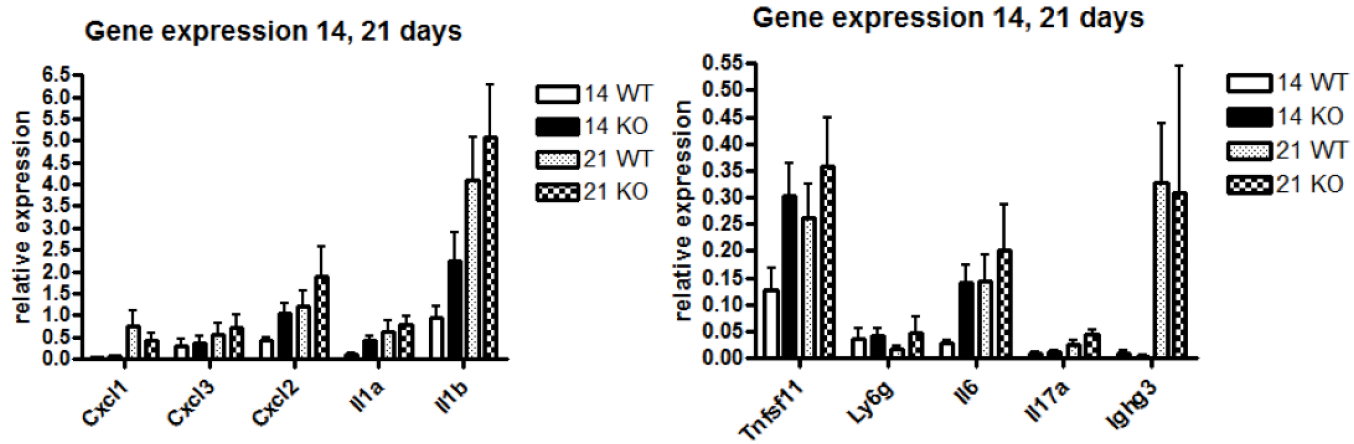 Gene expression 14, 21 days
relative expression
6.5
6.0
5.5
5.0
4.5
4.0
3.5
3.0
2.5
2.0
1.5
1.0
0.5
0.0
Cxcl1
Cxcl3
Cxcl2
Il1a
Il1b
14 WT
14 KO
21 WT
21 KO
Gene expression 14, 21 days
relative expression
0.55
0.50
0.45
0.40
0.35
0.30
0.25
0.20
0.15
0.10
0.05
0.00
Tnfsf11
Ly6g
Il6
Il17a
Ighg3
14 WT
14 KO
21 WT
21 KO